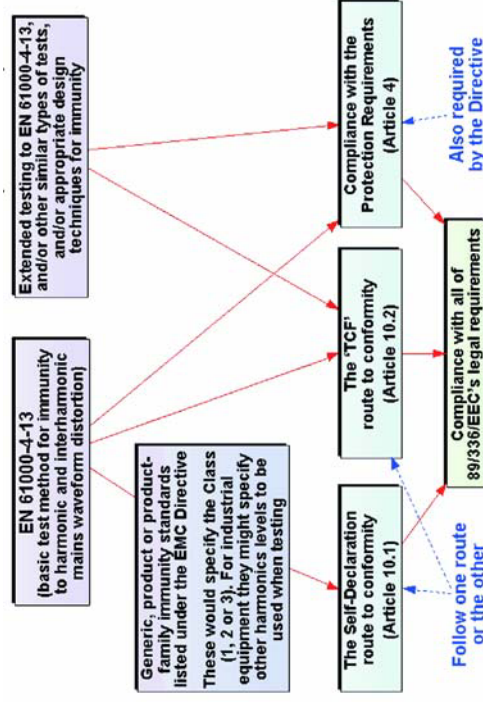 EN 61000-4-13
(basic test method for immunity
to harmonic and interharmonic
mains waveform distortion)
Extended testing to EN 61000-4-13,
and/or other similar types of tests,
and/or appropriate design
techniques for immunity
Generic, product or product-
family immunity standards
listed under the EMC Directive
These would specify the Class
(1, 2 or 3). For industrial
equipment they might specify
other harmonics levels to be
used when testing
The Self-Declaration
route to conformity
(Article 10.1)
The 'TCF'
route to conformity
(Article 10.2)
Compliance with the
Protection Requirements
(Article 4)
Follow one route
or the other
Compliance with all of
89/336/EEC's legal requirements
Also required
by the Directive